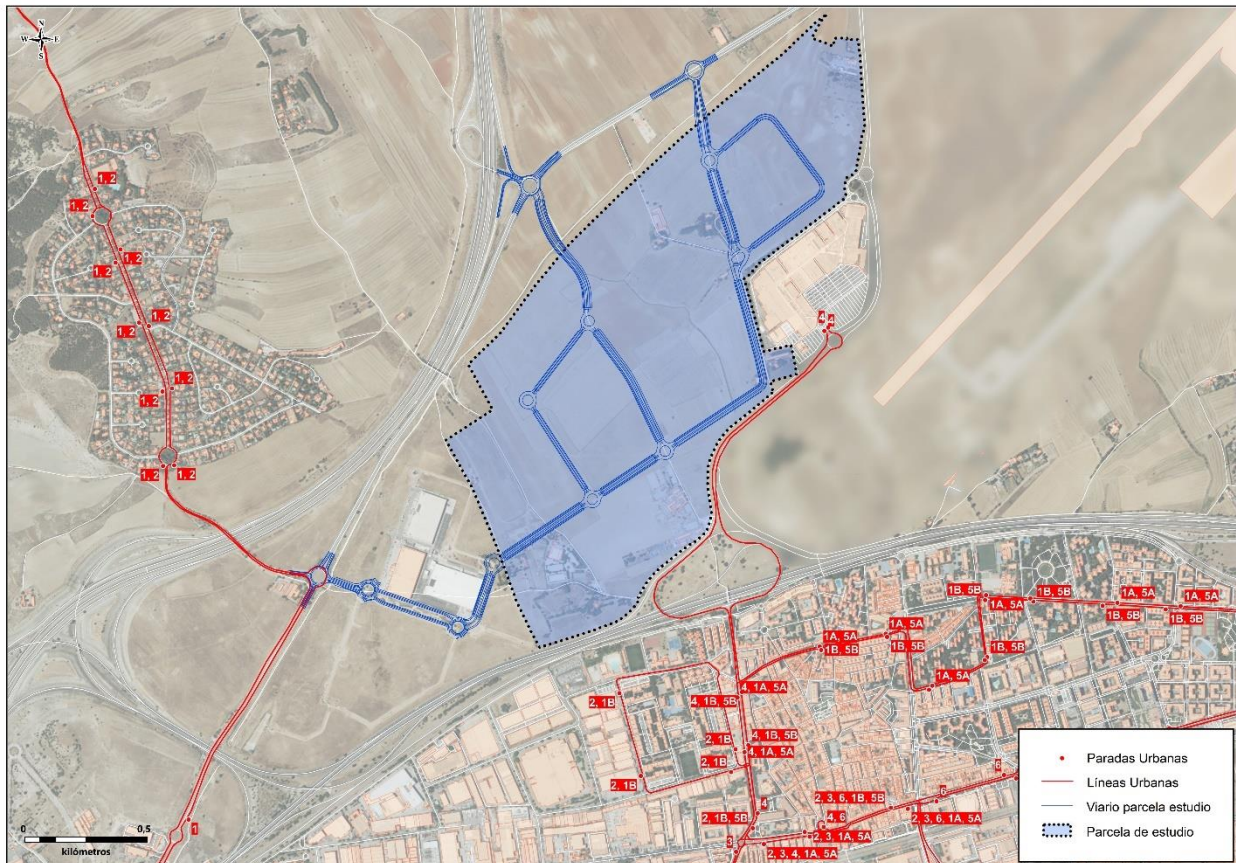 N
W E
S
1, 2
1, 2
1, 2
1, 2
1, 2
1, 2
1, 2
1, 2
1, 2
4
4
1B, 5B
1A, 5A
1B, 5B
1A, 5A
1B, 5B
1A, 5A
1B, 5B
1A, 5A
1B, 5B
1A, 5A
1B, 5B
1A, 5A
4, 1A, 5A
2, 1B
4, 1B, 5B
4, 1B, 5B
2, 1B
4, 1A, 5A
2, 1B
2, 1B
6
6
2, 3, 6, 1B, 5B
4
2, 1B, 5B
2, 3, 6, 1A, 5A
4, 6
1
2, 3, 1A, 5A
3
2, 3, 4, 1A, 5A
Paradas Urbanas
Líneas Urbanas
Viario parcela estudio
Parcela de estudio
0 0,5
kilómetros